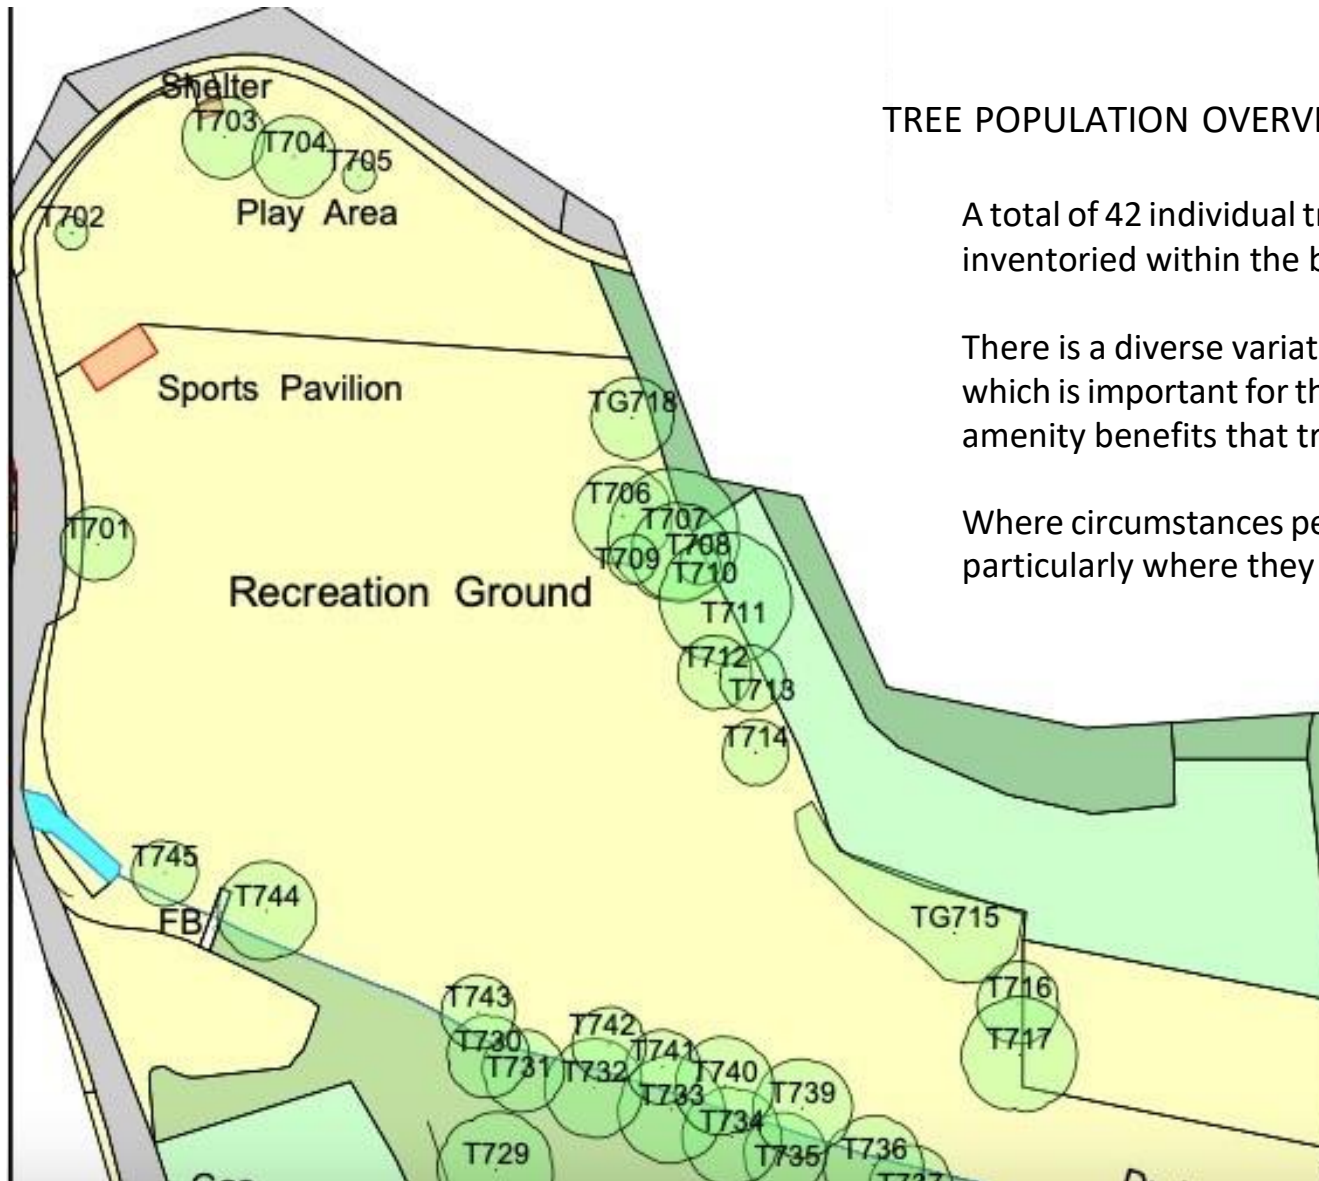 Shelter
T703
T704
T705
T702
Play Area
Sports Pavilion
TG718
T706
T707
T701
T708
T709
T710
Recreation Ground
T711
T712
T713
T714
T745
T744
FB
TG715
T743
T716
T742
T730
T741
T717
T731
T732
T740
T733
T739
T734
T729
T735
T736
T737
TREE POPULATION OVERVI
A total of 42 individual tr
inventoried within the b
There is a diverse variat
which is important for th
amenity benefits that tr
Where circumstances pe
particularly where they